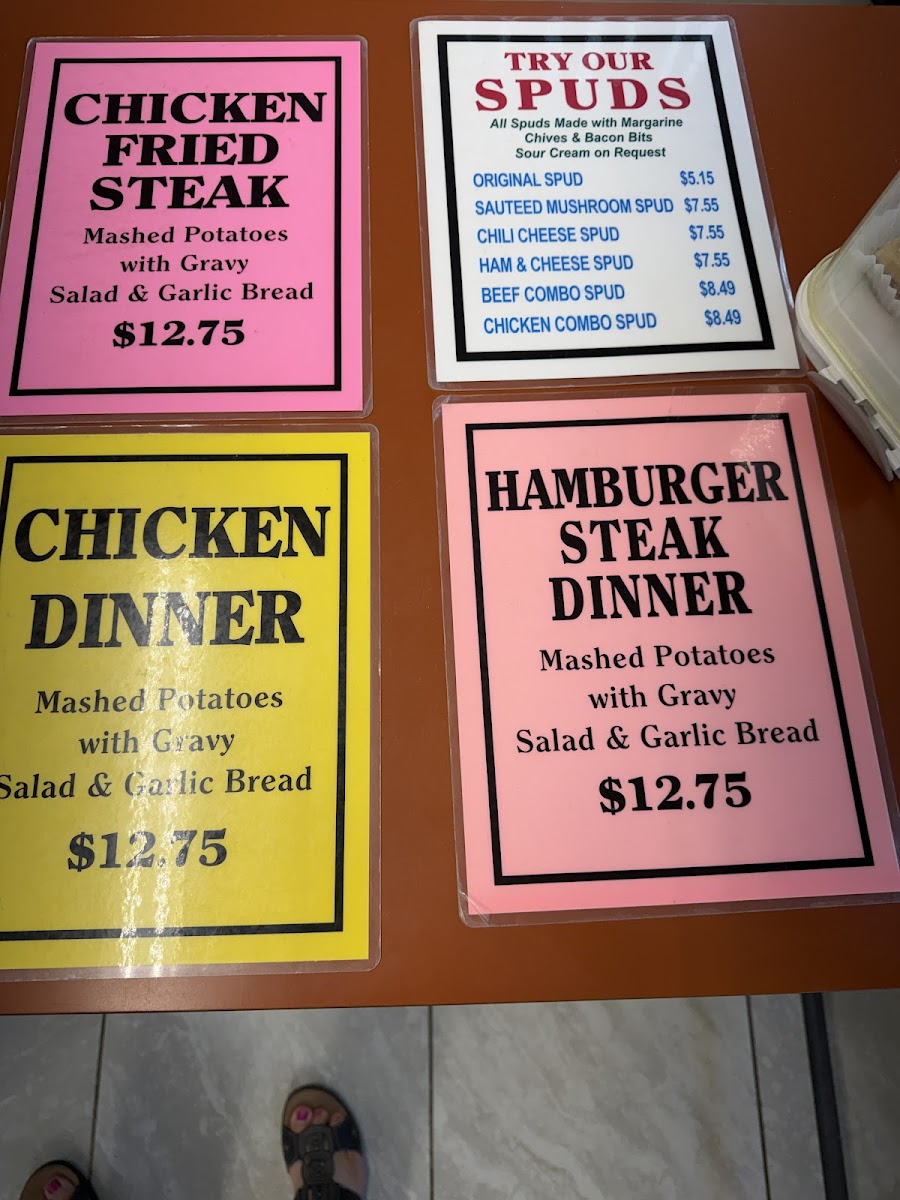 CHICKEN
FRIED
STEAK
Mashed Potatoes
with Gravy
Salad & Garlic Bread
$12.75
TRY OUR
SPUDS
All Spuds Made with Margarine
Chives & Bacon Bits
Sour Cream on Request
ORIGINAL SPUD $5.15
SAUTEED MUSHROOM SPUD $7.55
CHILI CHEESE SPUD $7.55
HAM & CHEESE SPUD $7.55
BEEF COMBO SPUD $8.49
CHICKEN COMBO SPUD $8.49
CHICKEN
DINNER
Mashed Potatoes
with Gravy
Salad & Garlic Bread
$12.75
HAMBURGER
STEAK
DINNER
Mashed Potatoes
with Gravy
Salad & Garlic Bread
$12.75